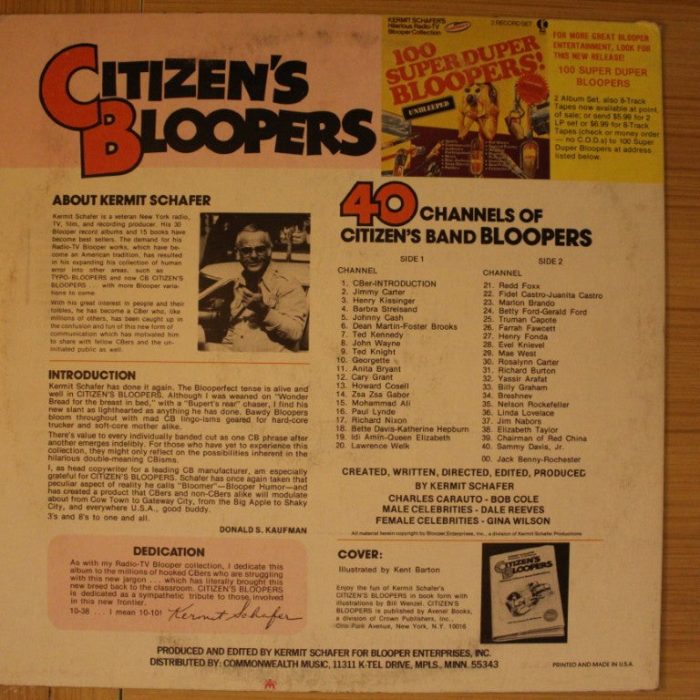 CITIZEN'S
BLOOPERS
KERMIT SCHAFER'S
Hilarious Radio-TV
Blooper Collection
2 RECORD SET
100
SUPER DUPER
BLOOPERS!
UNBLEEPED
FOR MORE GREAT BLOOPER
ENTERTAINMENT, LOOK FOR
THIS NEW RELEASE!
100 SUPER DUPER
BLOOPERS
2 Album Set, also 8-Track
Tapes now available at point
of sale; or send $5.99 for 2
LP set or $6.99 for 8-Track
Tapes (check or money order
— no C.O.D.s) to 100 Super
Duper Bloopers at address
listed below.
ABOUT KERMIT SCHAFER
Kermit Schafer is a veteran New York radio,
TV, film, and recording producer. His 30
Blooper record albums and 15 books have
become best sellers. The demand for his
Radio-TV Blooper works, which have be-
come an American tradition, has resulted
in his expanding his collection of human
error into other areas, such as
TYPO-BLOOPERS and now CB CITIZEN'S
BLOOPERS . . . with more Blooper varia-
tions to come.
With his great interest in people and their
foibles, he has become a CBer who, like
millions of others, has been caught up in
the confusion and fun of this new form of
communication which has motivated him
to share with fellow CBers and the un-
initiated public as well.
INTRODUCTION
Kermit Schafer has done it again. The Blooperfect tense is alive and
well in CITIZEN'S BLOOPERS. Although I was weaned on "Wonder
Bread for the breast in bed," with a "Rupert's rear" chaser, I find his
new slant as lighthearted as anything he has done. Bawdy Bloopers
bloom throughout with mad CB lingo-isms geared for hard-core
trucker and soft-core mother alike.
There's value to every individually banded cut as one CB phrase after
another emerges indelibly. For those who have yet to experience this
collection, they might only reflect on the possibilities inherent in the
hilarious double-meaning CBisms.
I, as head copywriter for a leading CB manufacturer, am especially
grateful for CITIZEN'S BLOOPERS. Schafer has once again taken that
peculiar aspect of reality he calls "Bloomer"—Blooper Humor—and
has created a product that CBers and non-CBers alike will modulate
about from Cow Town to Gateway City, from the Big Apple to Shaky
City, and everywhere U.S.A., good buddy.
3's and 8's to one and all.
DONALD S. KAUFMAN
DEDICATION
As with my Radio-TV Blooper collection, I dedicate this
album to the millions of hooked CBers who are struggling
with this new jargon . . . which has literally brought this
new breed back to the classroom. CITIZEN'S BLOOPERS
is dedicated as a sympathetic tribute to those involved
in this new frontier.
10-38 . . . I mean 10-10! Kermit Schafer
40 CHANNELS OF
CITIZEN'S BAND BLOOPERS
SIDE 1
CHANNEL
1. CBer-INTRODUCTION
2. Jimmy Carter
3. Henry Kissinger
4. Barbra Streisand
5. Johnny Cash
6. Dean Martin-Foster Brooks
7. Ted Kennedy
8. John Wayne
9. Ted Knight
10. Georgette
11. Anita Bryant
12. Cary Grant
13. Howard Cosell
14. Zsa Zsa Gabor
15. Mohammad Ali
16. Paul Lynde
17. Richard Nixon
18. Bette Davis-Katherine Hepburn
19. Idi Amin-Queen Elizabeth
20. Lawrence Welk
SIDE 2
CHANNEL
21. Redd Foxx
22. Fidel Castro-Juanita Castro
23. Marlon Brando
24. Betty Ford-Gerald Ford
25. Truman Capote
26. Farrah Fawcett
27. Henry Fonda
28. Evel Knievel
29. Mae West
30. Rosalynn Carter
31. Richard Burton
32. Yassir Arafat
33. Billy Graham
34. Breshnev
35. Nelson Rockefeller
36. Linda Lovelace
37. Jim Nabors
38. Elizabeth Taylor
39. Chairman of Red China
40. Sammy Davis, Jr.
00. Jack Benny-Rochester
CREATED, WRITTEN, DIRECTED, EDITED, PRODUCED
BY KERMIT SCHAFER
CHARLES CARAUTO - BOB COLE
MALE CELEBRITIES - DALE REEVES
FEMALE CELEBRITIES - GINA WILSON
All material herein copyright by Blooper Enterprises, Inc., a division of Kermit Schafer Productions
COVER:
Illustrated by Kent Barton
Enjoy the fun of Kermit Schafer's
CITIZEN'S BLOOPERS in book form with
illustrations by Bill Wenzel. CITIZEN'S
BLOOPERS is published by Avenel Books,
a division of Crown Publishers, Inc.,
One Park Avenue, New York, N.Y. 10016
CITIZEN'S
BLOOPERS
PRODUCED AND EDITED BY KERMIT SCHAFER FOR BLOOPER ENTERPRISES, INC.
DISTRIBUTED BY: COMMONWEALTH MUSIC, 11311 K-TEL DRIVE, MPLS., MINN. 55343
PRINTED AND MADE IN U.S.A.